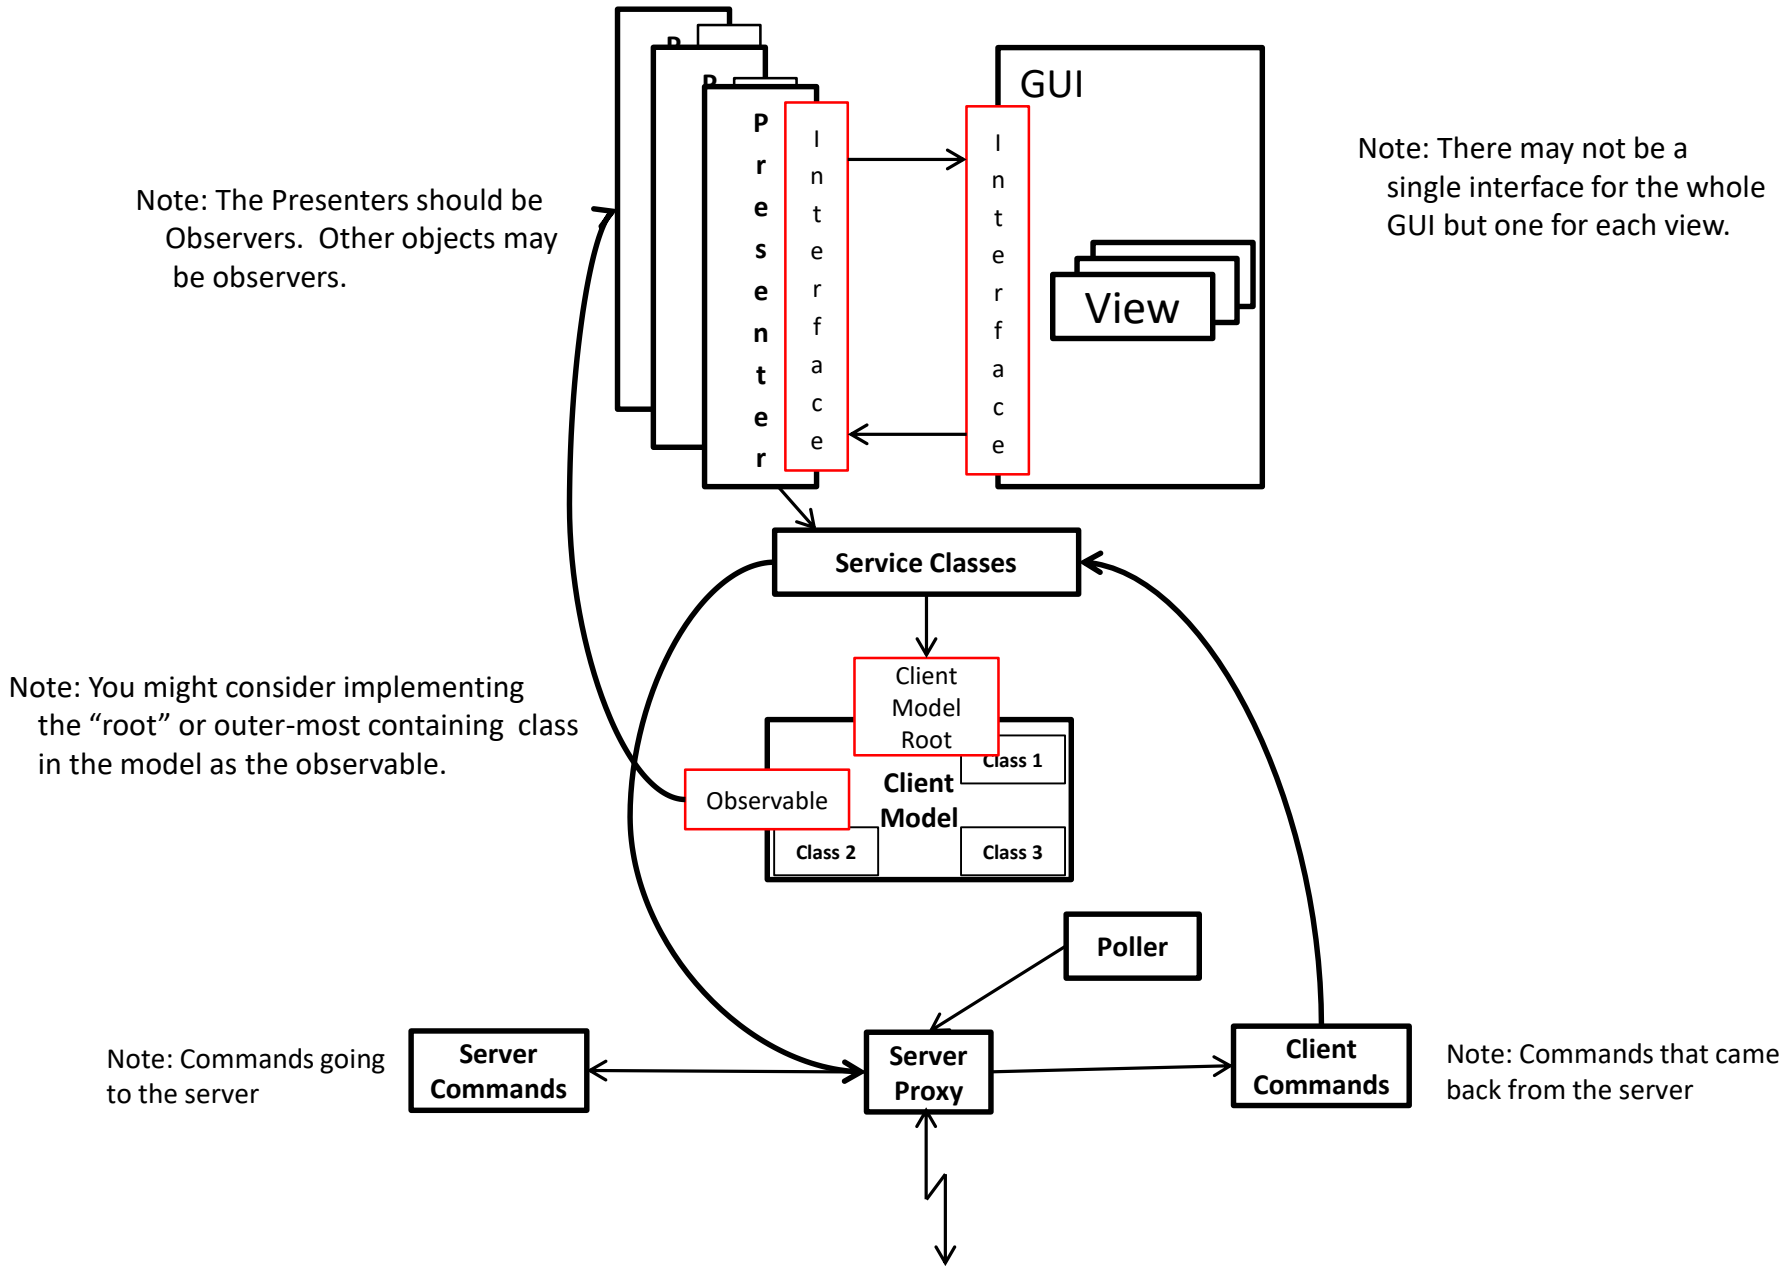 P
P
Presenter
Interface
Interface
GUI
View
Note: The Presenters should be
Observers.  Other objects may
be observers.
Note: There may not be a
single interface for the whole
GUI but one for each view.
Service Classes
Client
Model
Root
Note: You might consider implementing
the “root” or outer-most containing  class
in the model as the observable.
Class 1
Client
Model
Observable
Class 2
Class 3
Poller
Note: Commands going
to the server
Server
Commands
Server
Proxy
Client
Commands
Note: Commands that came
back from the server